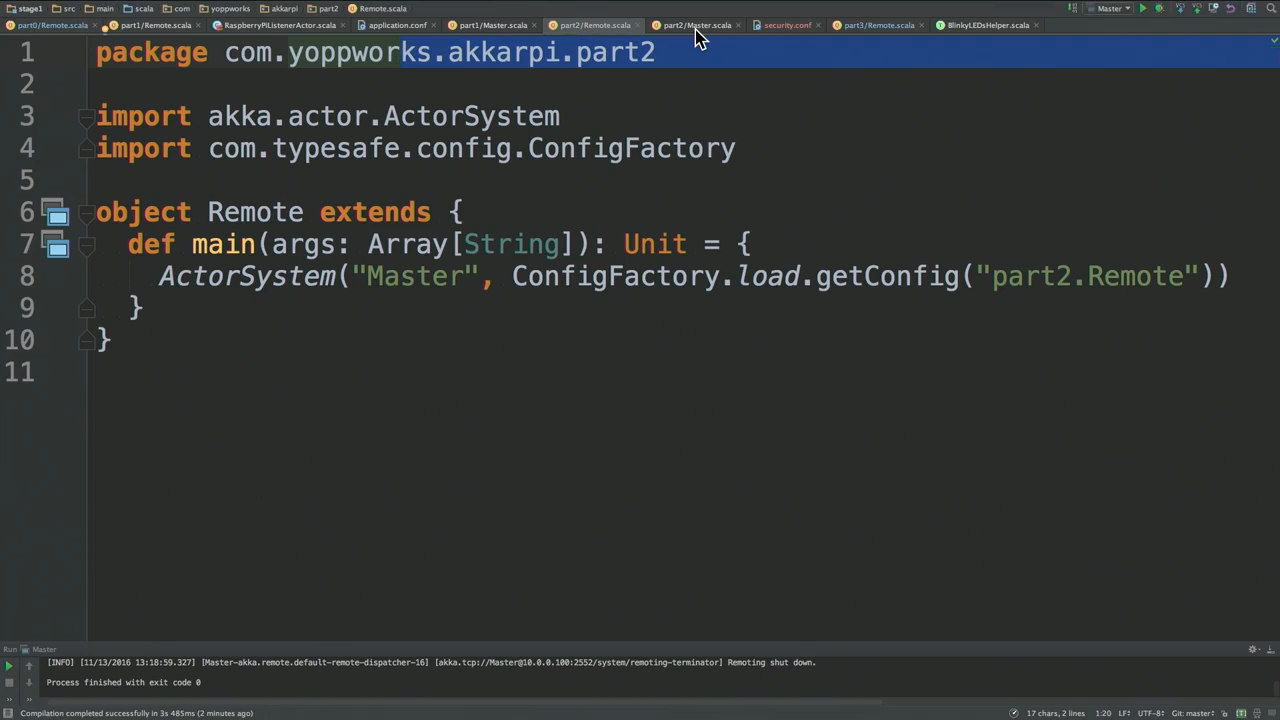 stage1 src main scala com yoppworks akkarpi part2 Remote.scala Master
part0/Remote.scala part1/Remote.scala RaspberryPiListenerActor.scala application.conf part1/Master.scala part2/Remote.scala part2/Master.scala security.conf part3/Remote.scala BlinkyLEDsHelper.scala
1 package com.yoppworks.akkarpi.part2
2
3 import akka.actor.ActorSystem
4 import com.typesafe.config.ConfigFactory
5
6 object Remote extends {
7 def main(args: Array[String]): Unit = {
8 ActorSystem("Master", ConfigFactory.load.getConfig("part2.Remote"))
9 }
10 }
11
Run Master
[INFO] [11/13/2016 13:18:59.327] [Master-akka.remote.default-remote-dispatcher-16] [akka.tcp://Master@10.0.0.100:2552/system/remoting-terminator] Remoting shut down.
Process finished with exit code 0
Compilation completed successfully in 3s 485ms (2 minutes ago) 17 chars, 2 lines 1:20 LF÷ UTF-8÷ Git: master÷